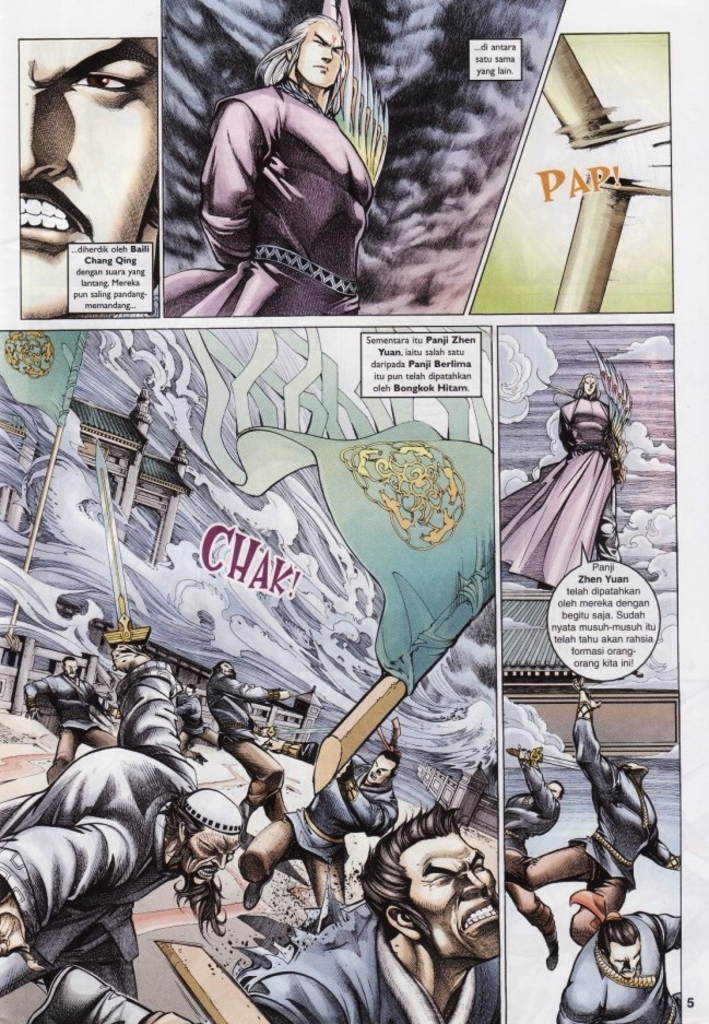 ...diherdik oleh Baili
Chang Qing
dengan suara yang
lantang. Mereka
pun saling pandang-
memandang...
...di antara
satu sama
yang lain.
PAP!
Sementara itu Panji Zhen
Yuan, iaitu salah satu
daripada Panji Berlima
itu pun telah dipatahkan
oleh Bongkok Hitam.
CHAK!
Panji
Zhen Yuan
telah dipatahkan
oleh mereka dengan
begitu saja. Sudah
nyata musuh-musuh itu
telah tahu akan rahsia
formasi orang-
orang kita ini!
5